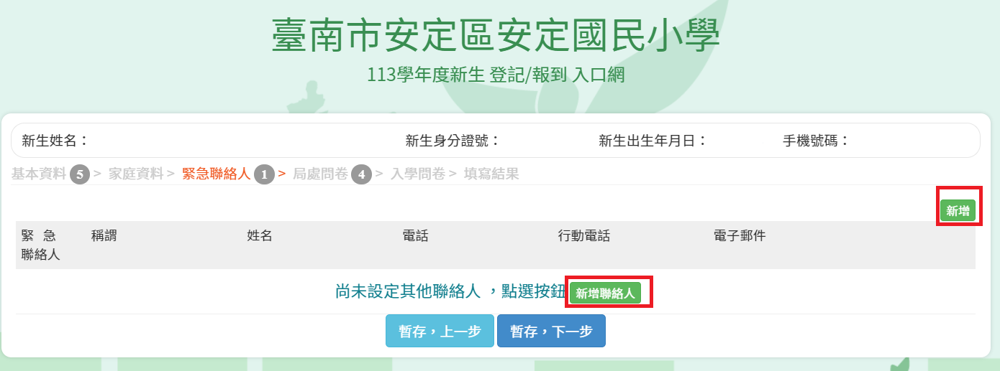 臺南市安定區安定國民小學
113學年度新生 登記/報到 入口網
新生姓名： 新生身分證號： 新生出生年月日： 手機號碼：
基本資料 5 > 家庭資料 > 緊急聯絡人 1 > 局處問卷 4 > 入學問卷 > 填寫結果
新增
緊 急 稱謂 姓名 電話 行動電話 電子郵件
聯絡人
尚未設定其他聯絡人 ，點選按鈕 新增聯絡人
暫存，上一步 暫存，下一步